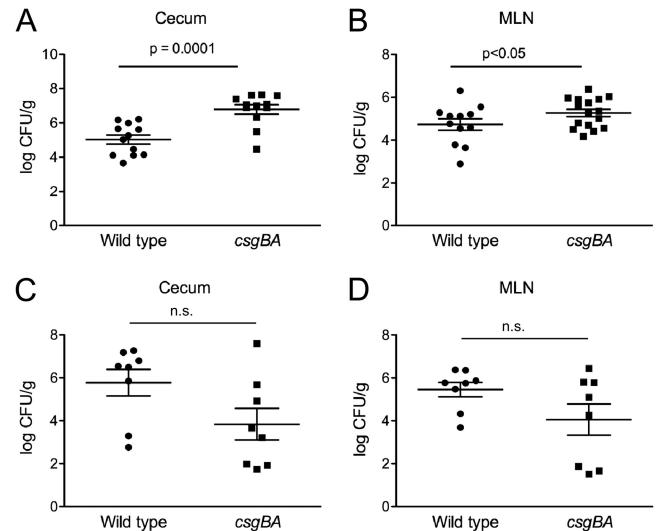 A
Cecum
p = 0.0001
log CFU/g
10
8
6
4
2
0
Wild type
csgBA
B
MLN
p<0.05
log CFU/g
8
6
4
2
0
Wild type
csgBA
C
Cecum
n.s.
log CFU/g
8
6
4
2
0
Wild type
csgBA
D
MLN
n.s.
log CFU/g
8
6
4
2
0
Wild type
csgBA